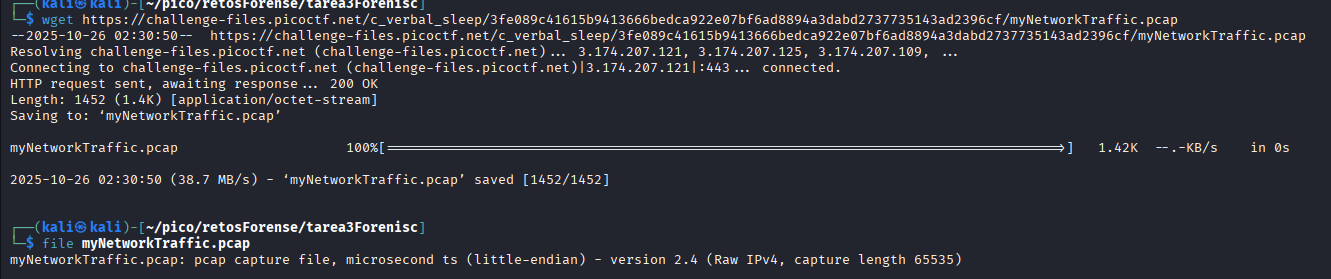 ┌──(kali㉿kali)-[~/pico/retosForense/tarea3Forenisc]
└─$ wget https://challenge-files.picoctf.net/c_verbal_sleep/3fe089c41615b9413666bedca922e07bf6ad8894a3dabd2737735143ad2396cf/myNetworkTraffic.pcap
--2025-10-26 02:30:50--  https://challenge-files.picoctf.net/c_verbal_sleep/3fe089c41615b9413666bedca922e07bf6ad8894a3dabd2737735143ad2396cf/myNetworkTraffic.pcap
Resolving challenge-files.picoctf.net (challenge-files.picoctf.net)... 3.174.207.121, 3.174.207.125, 3.174.207.109, ...
Connecting to challenge-files.picoctf.net (challenge-files.picoctf.net)|3.174.207.121|:443... connected.
HTTP request sent, awaiting response... 200 OK
Length: 1452 (1.4K) [application/octet-stream]
Saving to: ‘myNetworkTraffic.pcap’
myNetworkTraffic.pcap 100%[===================>] 1.42K --.-KB/s in 0s
2025-10-26 02:30:50 (38.7 MB/s) - ‘myNetworkTraffic.pcap’ saved [1452/1452]
┌──(kali㉿kali)-[~/pico/retosForense/tarea3Forenisc]
└─$ file myNetworkTraffic.pcap
myNetworkTraffic.pcap: pcap capture file, microsecond ts (little-endian) - version 2.4 (Raw IPv4, capture length 65535)